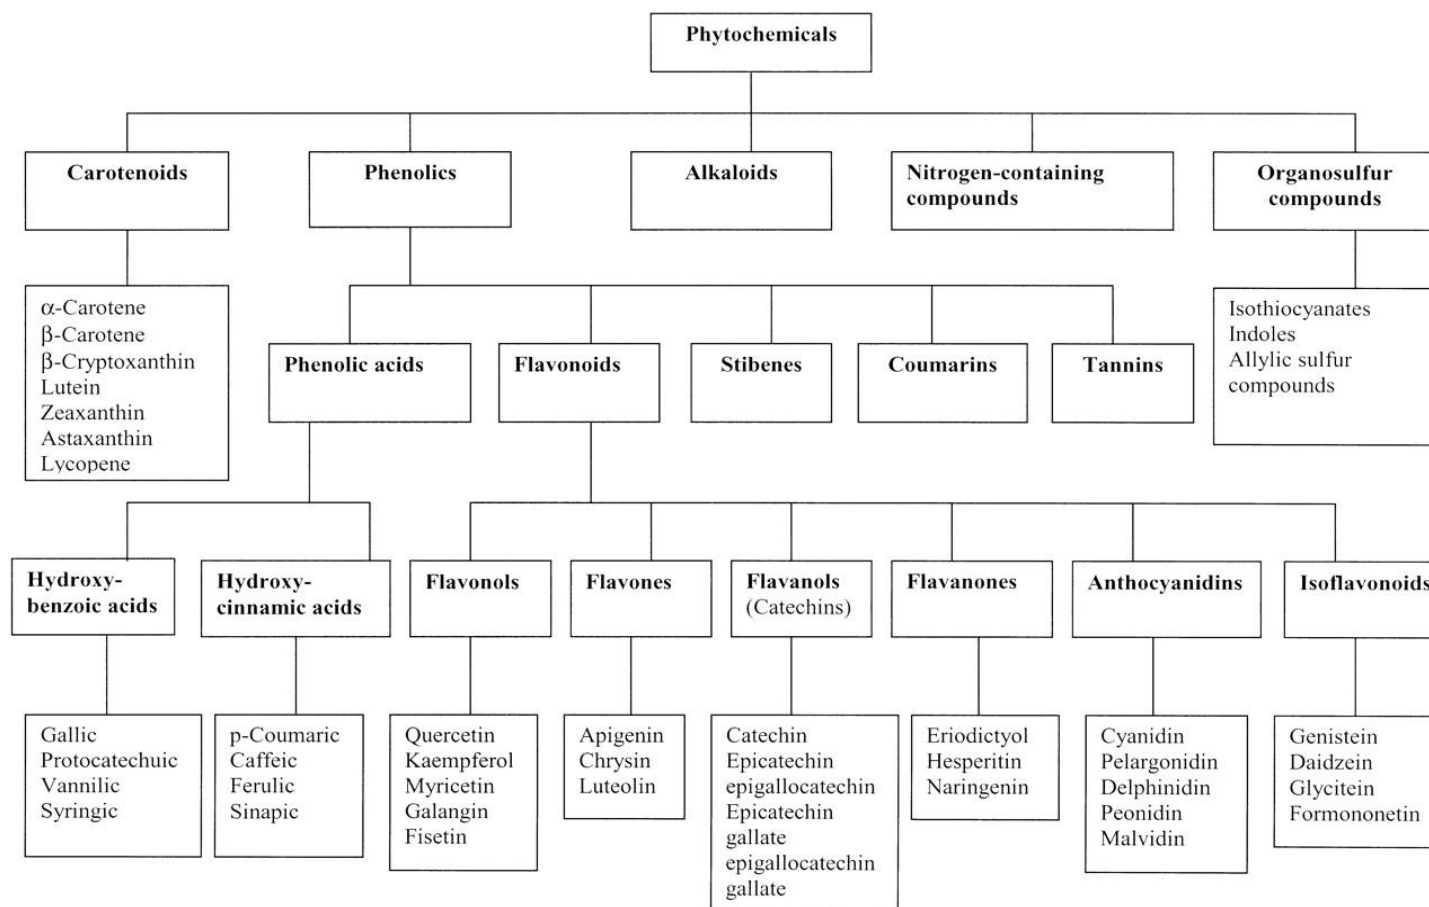 Phytochemicals
Carotenoids
Phenolics
Alkaloids
Nitrogen-containing
compounds
Organosulfur
compounds
α-Carotene
β-Carotene
β-Cryptoxanthin
Lutein
Zeaxanthin
Astaxanthin
Lycopene
Phenolic acids
Flavonoids
Stibenes
Coumarins
Tannins
Isothiocyanates
Indoles
Allylic sulfur
compounds
Hydroxy-
benzoic acids
Hydroxy-
cinnamic acids
Flavonols
Flavones
Flavanols
(Catechins)
Flavanones
Anthocyanidins
Isoflavonoids
Gallic
Protocatechuic
Vannilic
Syringic
p-Coumaric
Caffeic
Ferulic
Sinapic
Quercetin
Kaempferol
Myricetin
Galangin
Fisetin
Apigenin
Chrysin
Luteolin
Catechin
Epicatechin
epigallocatechin
Epicatechin
gallate
epigallocatechin
gallate
Eriodictyol
Hesperitin
Naringenin
Cyanidin
Pelargonidin
Delphinidin
Peonidin
Malvidin
Genistein
Daidzein
Glycitein
Formononetin